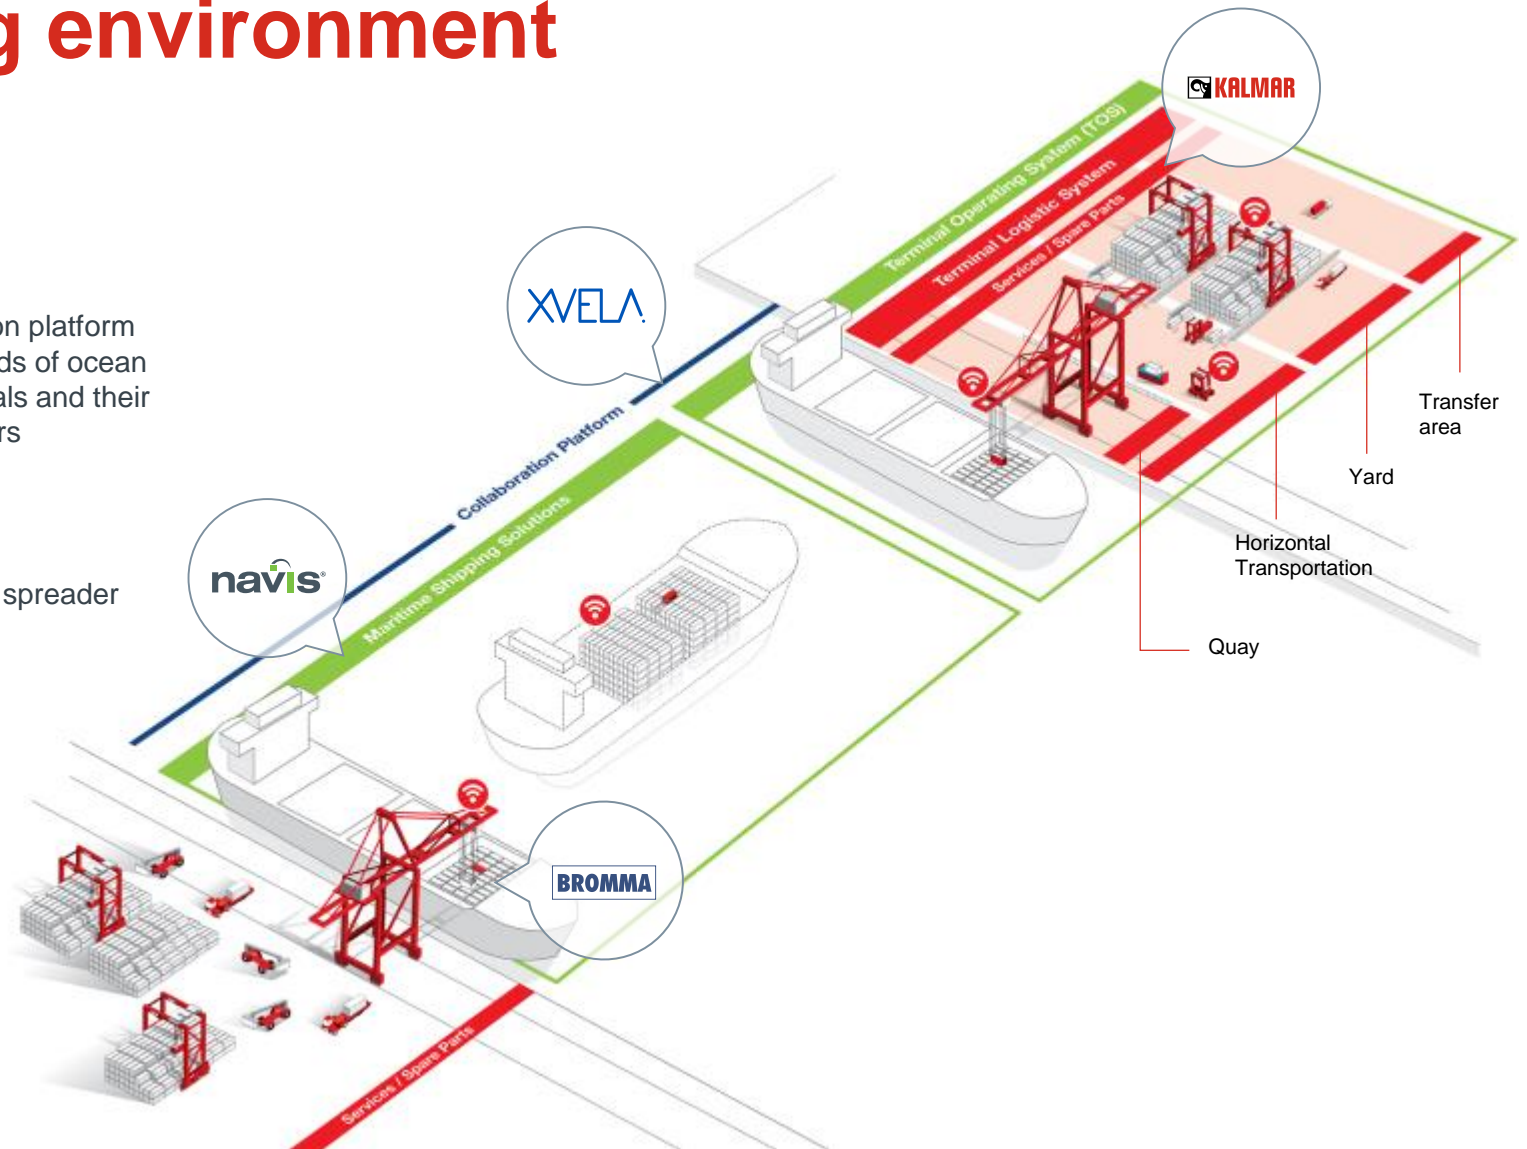 g environment
KALMAR
Terminal Operating System (TOS)
Terminal Logistic System
Services / Spare Parts
XVELA
on platform
ds of ocean
als and their
rs
Collaboration Platform
Transfer
area
Yard
Maritime Shipping Solutions
Horizontal
Transportation
navis
spreader
Quay
BROMMA
Services / Spare Parts